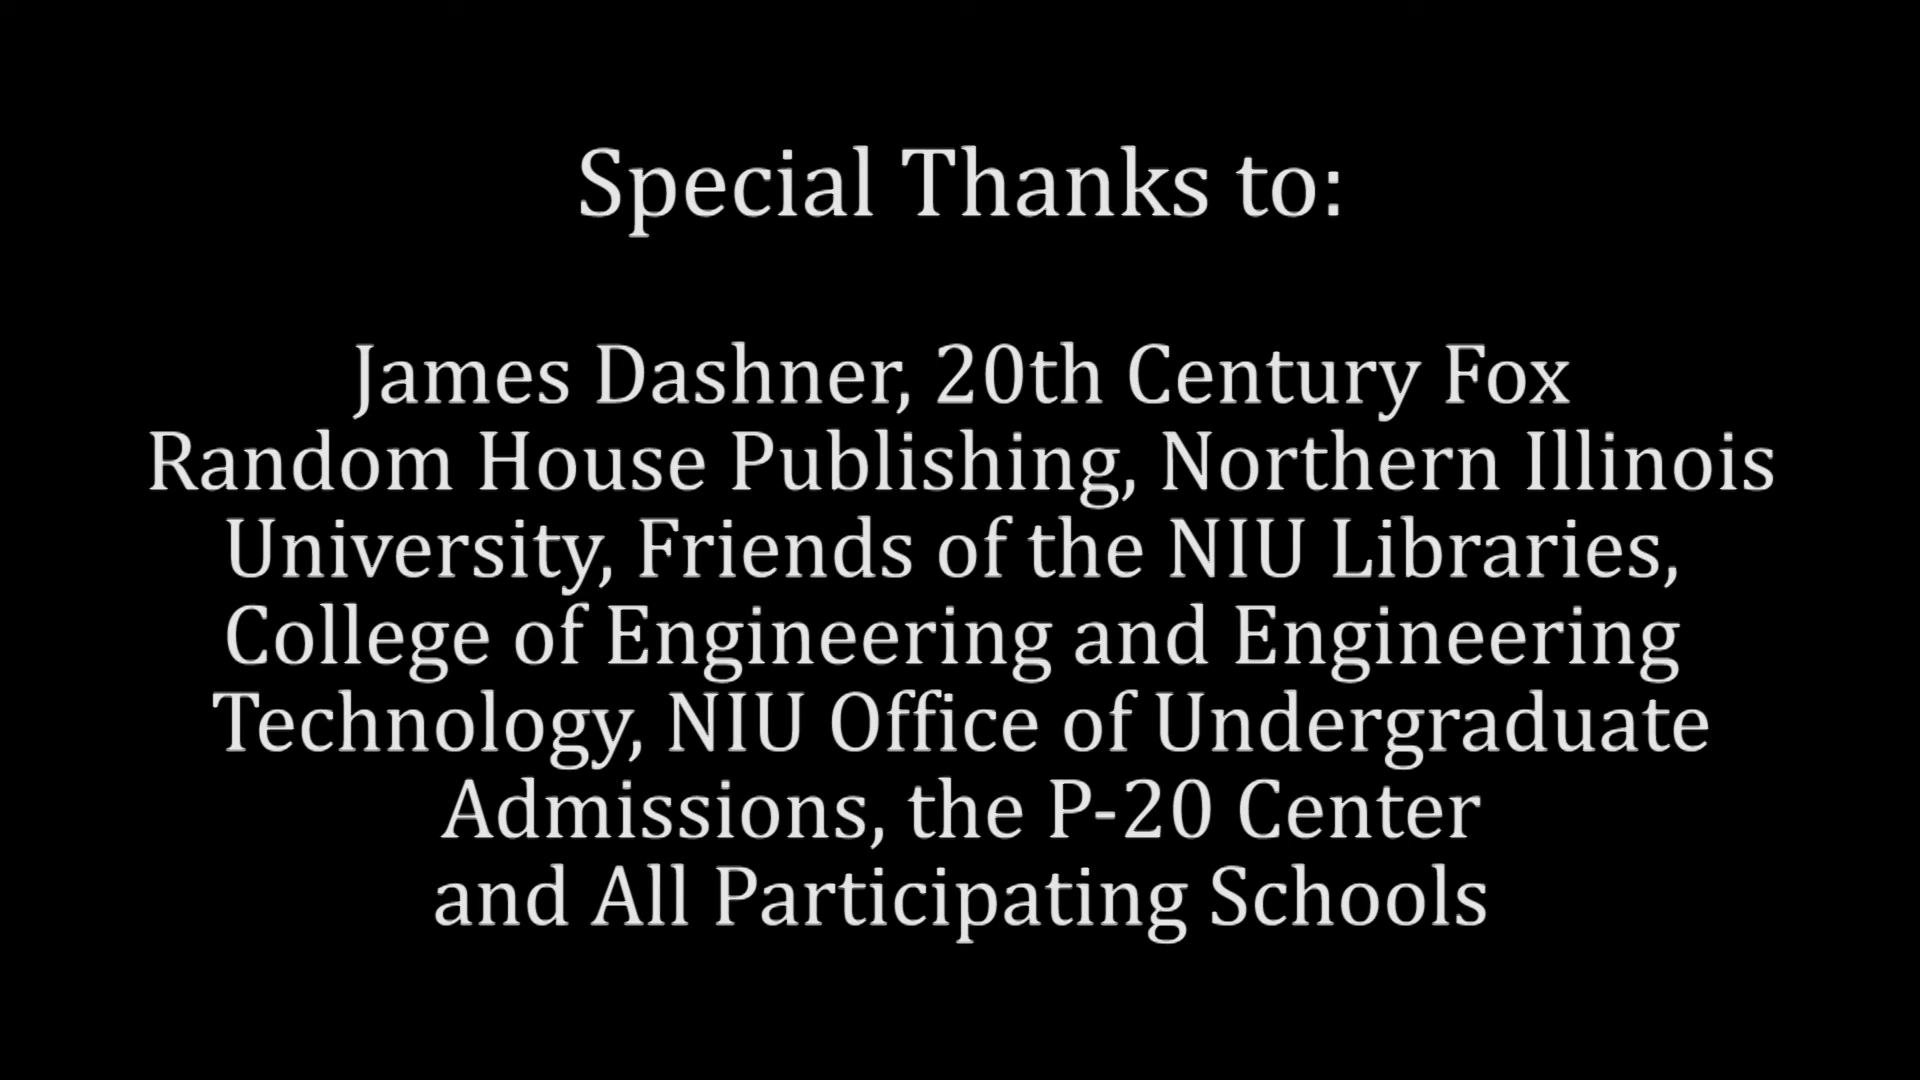 Special Thanks to:
James Dashner, 20th Century Fox
Random House Publishing, Northern Illinois
University, Friends of the NIU Libraries,
College of Engineering and Engineering
Technology, NIU Office of Undergraduate
Admissions, the P-20 Center
and All Participating Schools